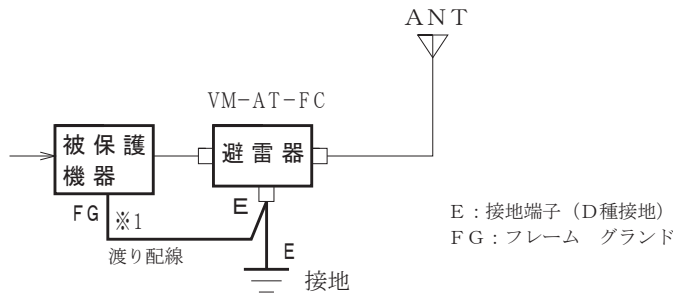 ANT
VM-AT-FC
被保護
機器
避雷器
FG ※1
E
渡り配線
E
接地
E：接地端子（D種接地）
FG：フレーム グランド